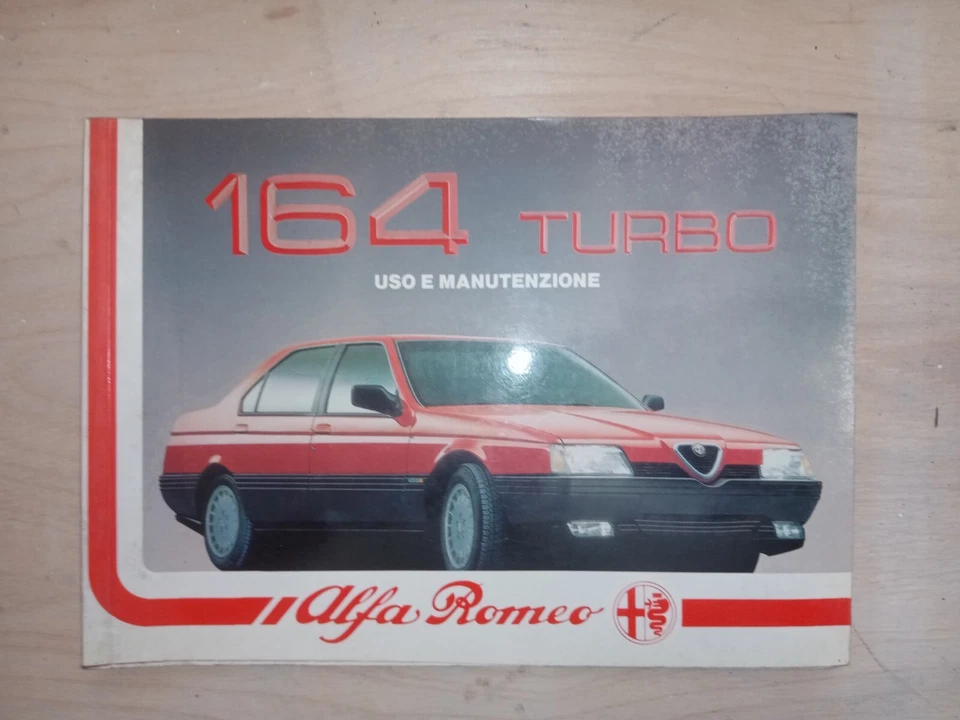 164 TURBO
USO E MANUTENZIONE
Alfa Romeo